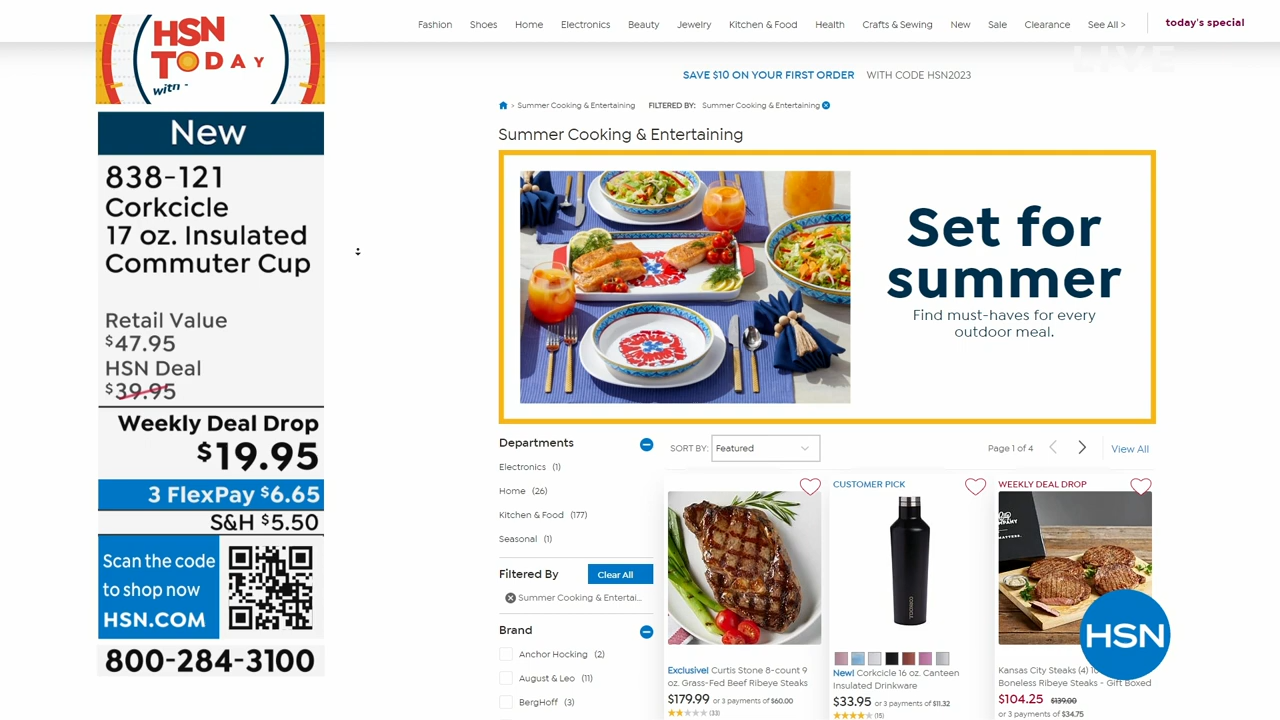 HSN
TODAY
with -
New
838-121
Corkcicle
17 oz. Insulated
Commuter Cup
Retail Value
$47.95
HSN Deal
$39.95
Weekly Deal Drop
$19.95
3 FlexPay $6.65
S&H $5.50
Scan the code
to shop now
HSN.COM
800-284-3100
Fashion Shoes Home Electronics Beauty Jewelry Kitchen & Food Health Crafts & Sewing New Sale Clearance See All > today's special
LIVE
SAVE $10 ON YOUR FIRST ORDER WITH CODE HSN2023
> Summer Cooking & Entertaining FILTERED BY: Summer Cooking & Entertaining
Summer Cooking & Entertaining
Set for
summer
Find must-haves for every
outdoor meal.
Departments
Electronics (1)
Home (26)
Kitchen & Food (177)
Seasonal (1)
Filtered By Clear All
Summer Cooking & Entertai...
Brand
Anchor Hocking (2)
August & Leo (11)
BergHoff (3)
SORT BY: Featured
Page 1 of 4 View All
Exclusive! Curtis Stone 8-count 9
oz. Grass-Fed Beef Ribeye Steaks
$179.99 or 3 payments of $60.00
(33)
CUSTOMER PICK
CORKCICLE
New! Corkcicle 16 oz. Canteen
Insulated Drinkware
$33.95 or 3 payments of $11.32
(15)
WEEKLY DEAL DROP
Kansas City Steaks (4) 10
Boneless Ribeye Steaks - Gift Boxed
$104.25 $139.00
or 3 payments of $34.75
HSN